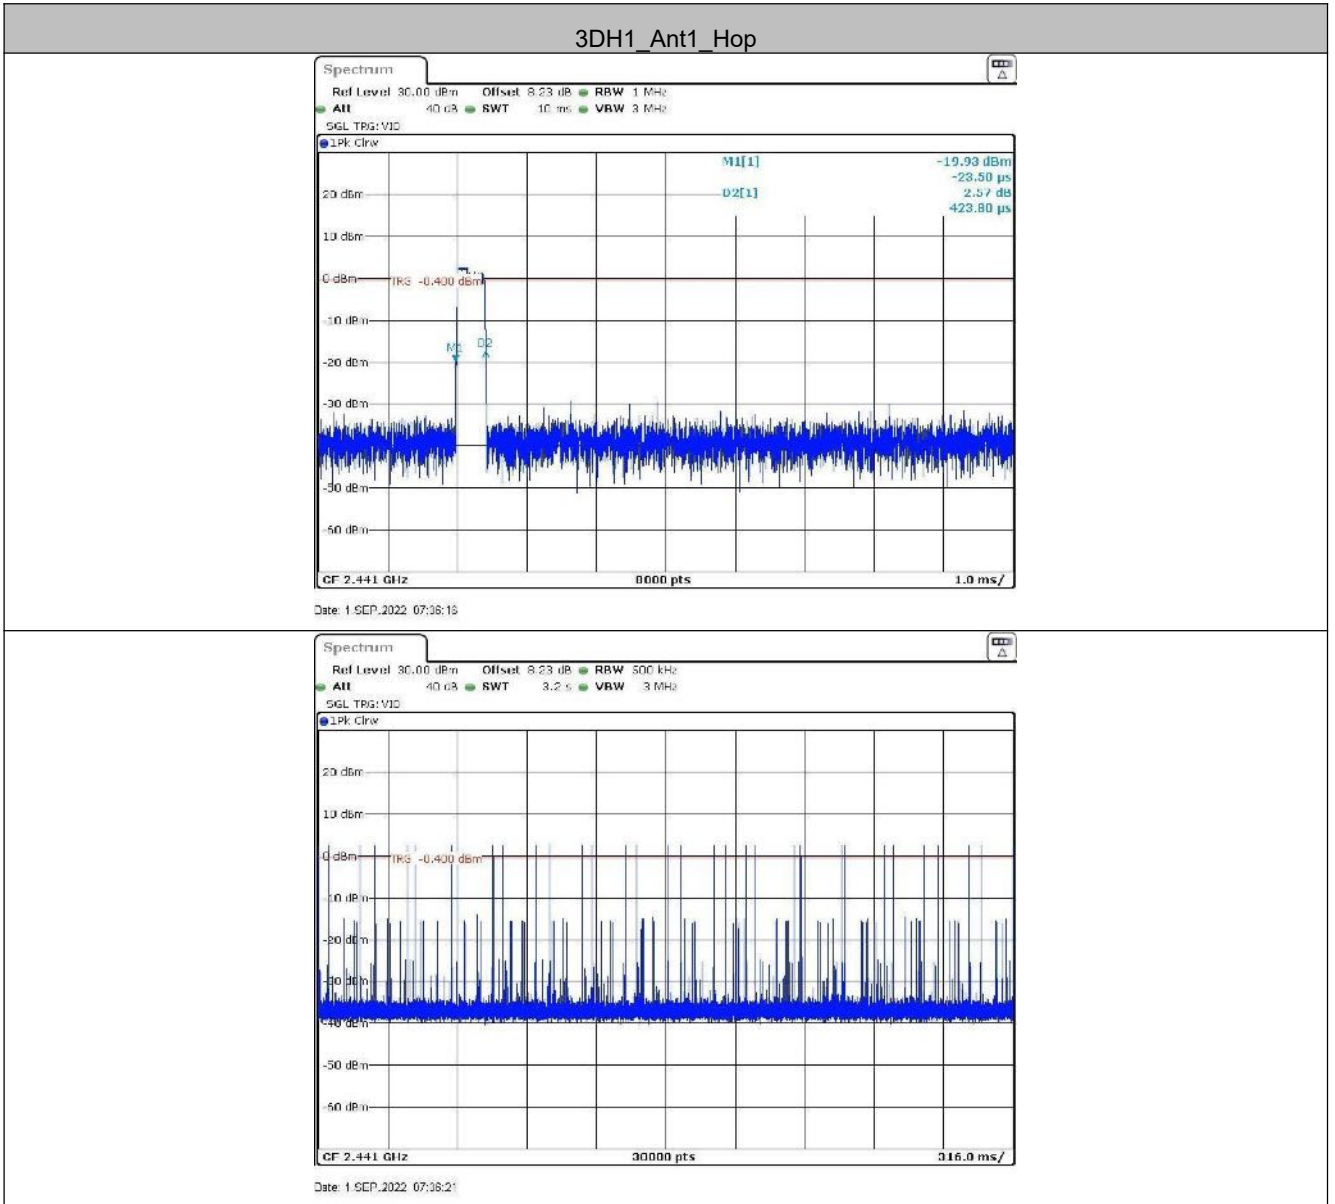 3DH1_Ant1_Hop
Spectrum
Ref Level 30.00 dBm Offset 8.23 dB RBW 1 MHz
Att 40 dB SWT 10 ms VBW 3 MHz
SGL TRG: VID
1Pk Clrw
M1[1] -19.93 dBm
-23.50 µs
D2[1] 2.57 dB
423.80 µs
20 dBm
10 dBm
0 dBm
TRG -0.400 dBm
-10 dBm
M1 D2
-20 dBm
-30 dBm
-50 dBm
-60 dBm
CF 2.441 GHz 8000 pts 1.0 ms/
Date: 1.SEP.2022 07:36:16
Spectrum
Ref Level 30.00 dBm Offset 8.23 dB RBW 500 kHz
Att 40 dB SWT 3.2 s VBW 3 MHz
SGL TRG: VID
1Pk Clrw
20 dBm
10 dBm
0 dBm
TRG -0.400 dBm
-10 dBm
-20 dBm
-30 dBm
-40 dBm
-50 dBm
-60 dBm
CF 2.441 GHz 30000 pts 316.0 ms/
Date: 1.SEP.2022 07:36:21